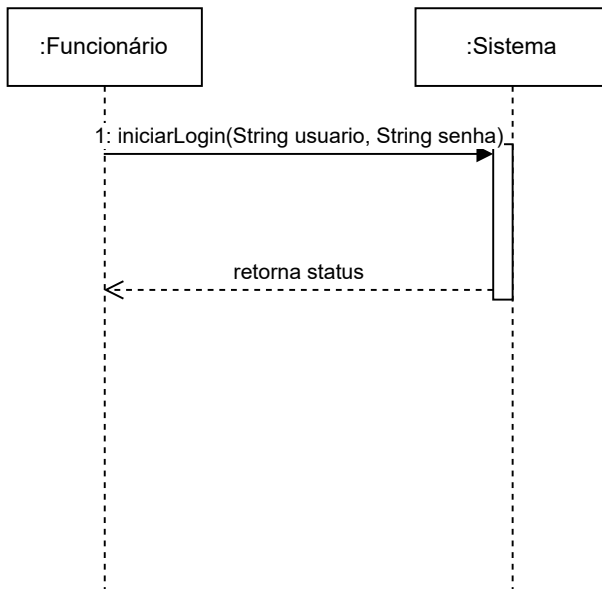 :Funcionário
:Sistema
1: iniciarLogin(String usuario, String senha)
retorna status